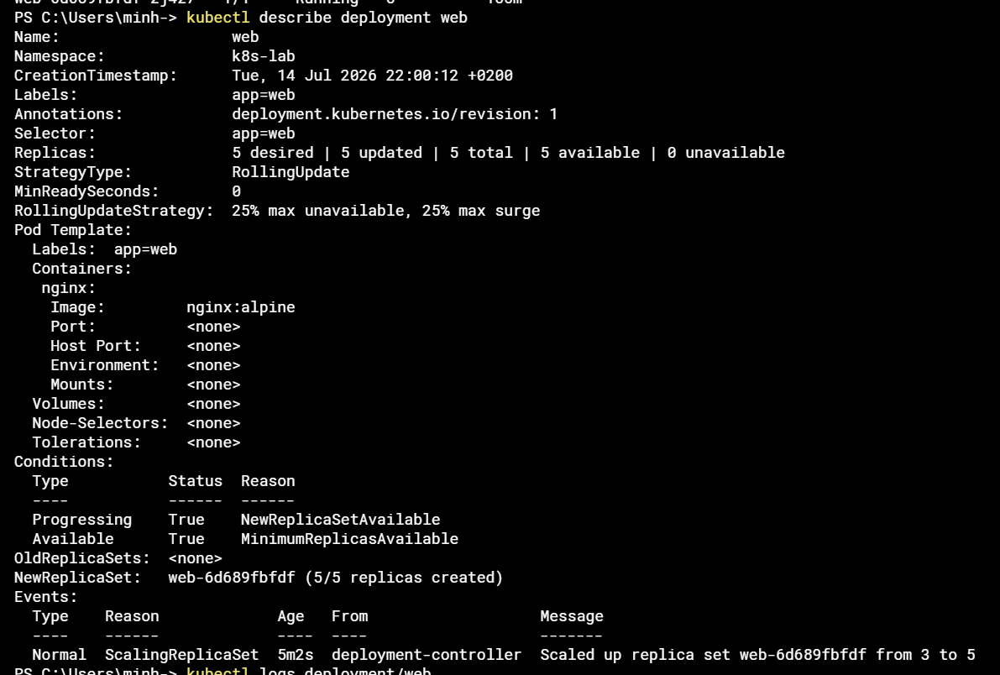 PS C:\Users\minh-> kubectl describe deployment web
Name:                   web
Namespace:              k8s-lab
CreationTimestamp:      Tue, 14 Jul 2026 22:00:12 +0200
Labels:                 app=web
Annotations:            deployment.kubernetes.io/revision: 1
Selector:               app=web
Replicas:               5 desired | 5 updated | 5 total | 5 available | 0 unavailable
StrategyType:           RollingUpdate
MinReadySeconds:        0
RollingUpdateStrategy:  25% max unavailable, 25% max surge
Pod Template:
  Labels:  app=web
  Containers:
   nginx:
    Image:         nginx:alpine
    Port:          <none>
    Host Port:     <none>
    Environment:   <none>
    Mounts:        <none>
  Volumes:         <none>
  Node-Selectors:  <none>
  Tolerations:     <none>
Conditions:
  Type           Status  Reason
  ----           ------  ------
  Progressing    True    NewReplicaSetAvailable
  Available      True    MinimumReplicasAvailable
OldReplicaSets:  <none>
NewReplicaSet:   web-6d689fbfdf (5/5 replicas created)
Events:
  Type    Reason             Age   From                   Message
  ----    ------             ----  ----                   -------
  Normal  ScalingReplicaSet  5m2s  deployment-controller  Scaled up replica set web-6d689fbfdf from 3 to 5
PS C:\Users\minh-> kubectl logs deployment/web